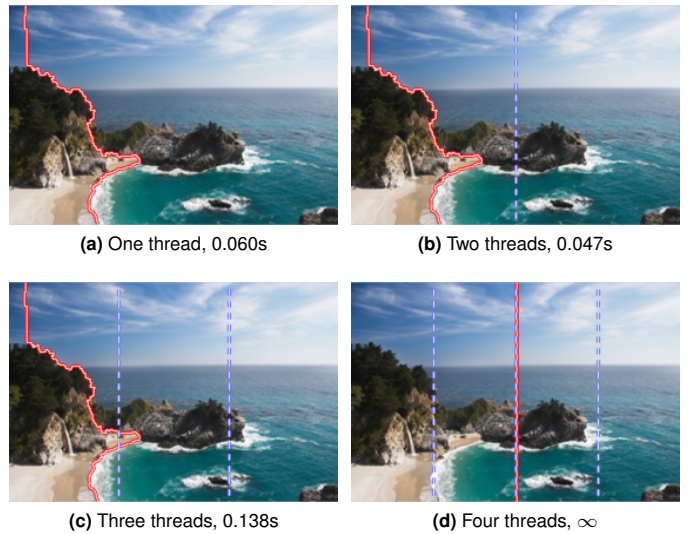 (a) One thread, 0.060s
(b) Two threads, 0.047s
(c) Three threads, 0.138s
(d) Four threads, ∞